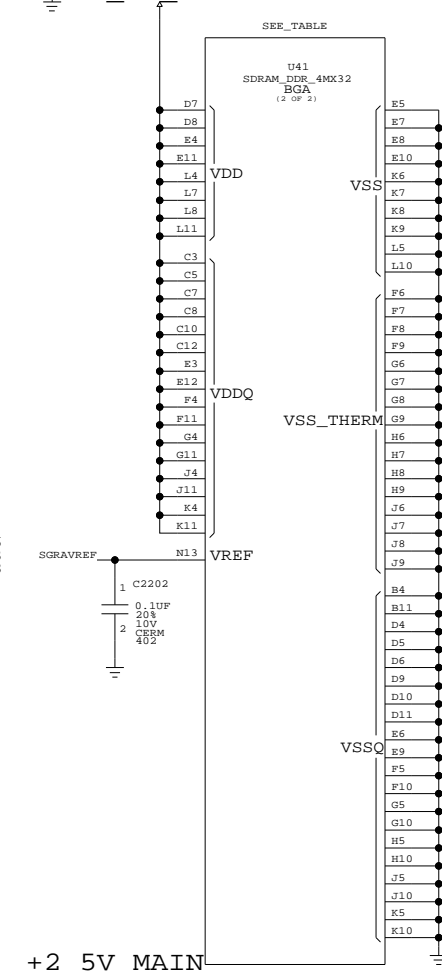 SEE_TABLE
U41
SDRAM_DDR_4MX32
BGA
(2 OF 2)
D7
D8
E4
E11
L4
L7
L8
L11
VDD
C3
C5
C7
C8
C10
C12
E3
E12
F4
F11
G4
G11
J4
J11
K4
K11
VDDQ
SGRAVREF
N13
VREF
1
C2202
0.1UF
20%
10V
CERM
402
2
E5
E7
E8
E10
K6
K7
K8
K9
L5
L10
VSS
F6
F7
F8
F9
G6
G7
G8
G9
H6
H7
H8
H9
J6
J7
J8
J9
VSS_THERM
B4
B11
D4
D5
D6
D9
D10
D11
E6
E9
F5
F10
G5
G10
H5
H10
J5
J10
K5
K10
VSSQ
+2 5V MAIN